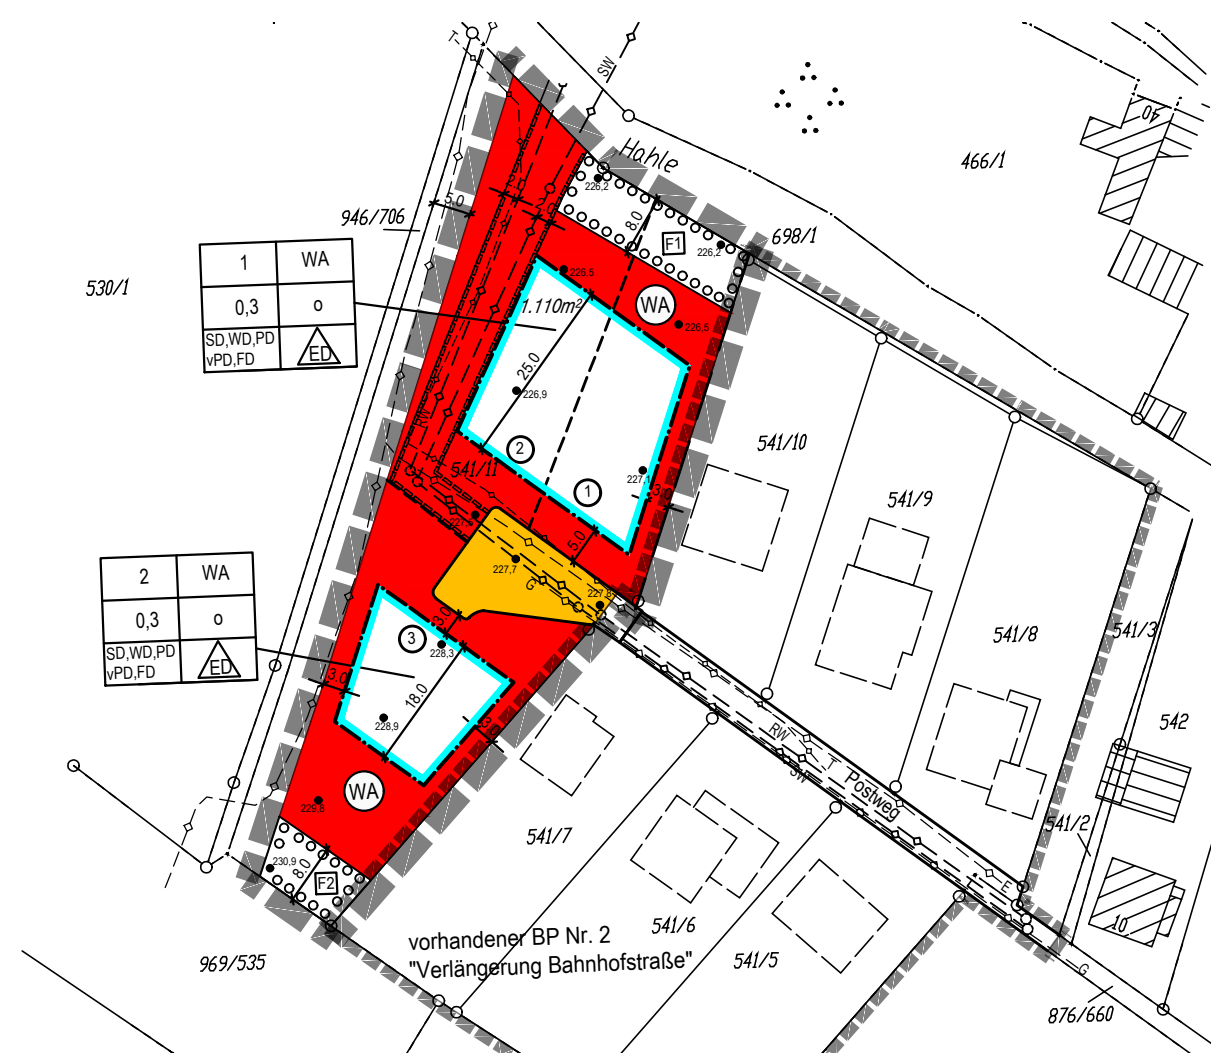 T
SW
Hahle
40
466/1
226,2
5.0
2.0
8.0
F1
226,2
698/1
946/706
530/1
1 WA
0,3 o
SD,WD,PD
vPD,FD
ED
226,5
1.110m²
WA
226,5
25.0
226,9
RW
2
541/11
1
227,1
3.0
541/10
541/9
227,5
5.0
227,7
G
227,8
2 WA
0,3 o
SD,WD,PD
vPD,FD
ED
3.0
3
228,3
3.0
18.0
228,9
3.0
541/8
541/3
542
RW
T
SW
Postweg
WA
229,8
541/7
541/2
230,9
8.0
F2
E
10
541/6
vorhandener BP Nr. 2
"Verlängerung Bahnhofstraße"
541/5
969/535
G
876/660